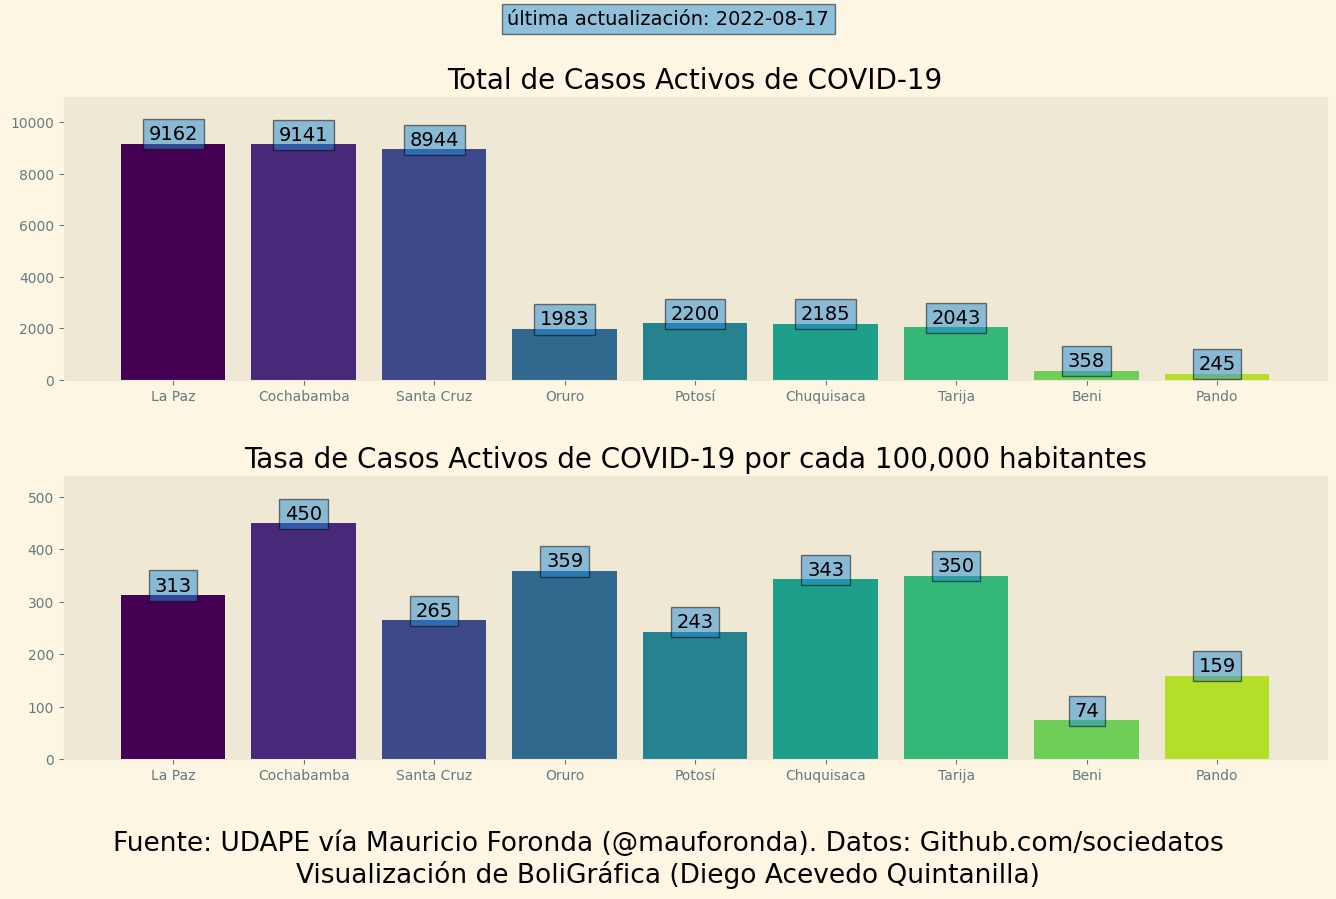 última actualización: 2022-08-17
Total de Casos Activos de COVID-19
10000
8000
6000
4000
2000
0
9162
9141
8944
1983
2200
2185
2043
358
245
La Paz
Cochabamba
Santa Cruz
Oruro
Potosí
Chuquisaca
Tarija
Beni
Pando
Tasa de Casos Activos de COVID-19 por cada 100,000 habitantes
500
400
300
200
100
0
313
450
265
359
243
343
350
74
159
La Paz
Cochabamba
Santa Cruz
Oruro
Potosí
Chuquisaca
Tarija
Beni
Pando
Fuente: UDAPE vía Mauricio Foronda (@mauforonda). Datos: Github.com/sociedatos
Visualización de BoliGráfica (Diego Acevedo Quintanilla)